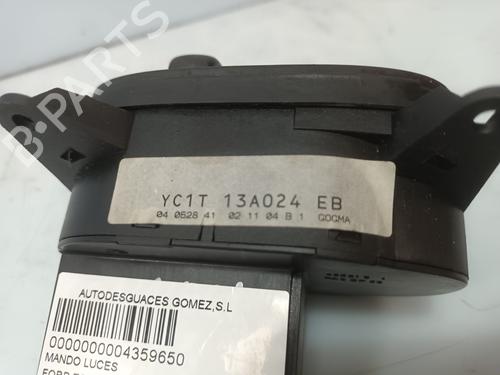 B-PARTS
YC1T 13A024 EB
04 0528 41 02 11 04 B 1 GOGMA
AUTODESGUACES GOMEZ,S.L
0000000004359650
MANDO LUCES